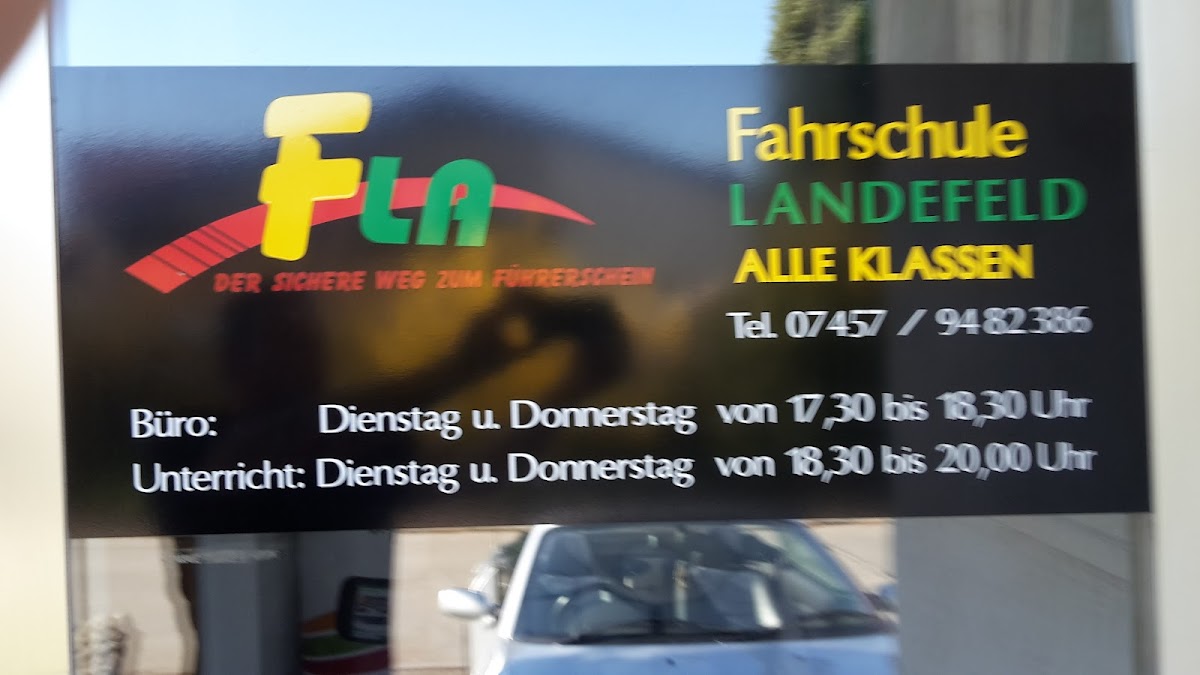 FLA
DER SICHERE WEG ZUM FÜHRERSCHEIN
Fahrschule
LANDEFELD
ALLE KLASSEN
Tel. 07457 / 9482386
Büro: Dienstag u. Donnerstag von 17,30 bis 18,30 Uhr
Unterricht: Dienstag u. Donnerstag von 18,30 bis 20,00 Uhr